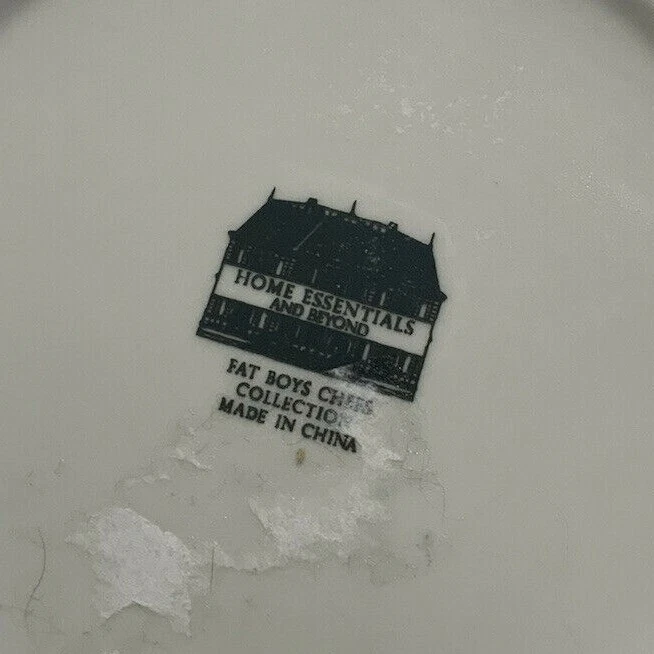 HOME ESSENTIALS
AND BEYOND
FAT BOYS CHEFS
COLLECTION
MADE IN CHINA